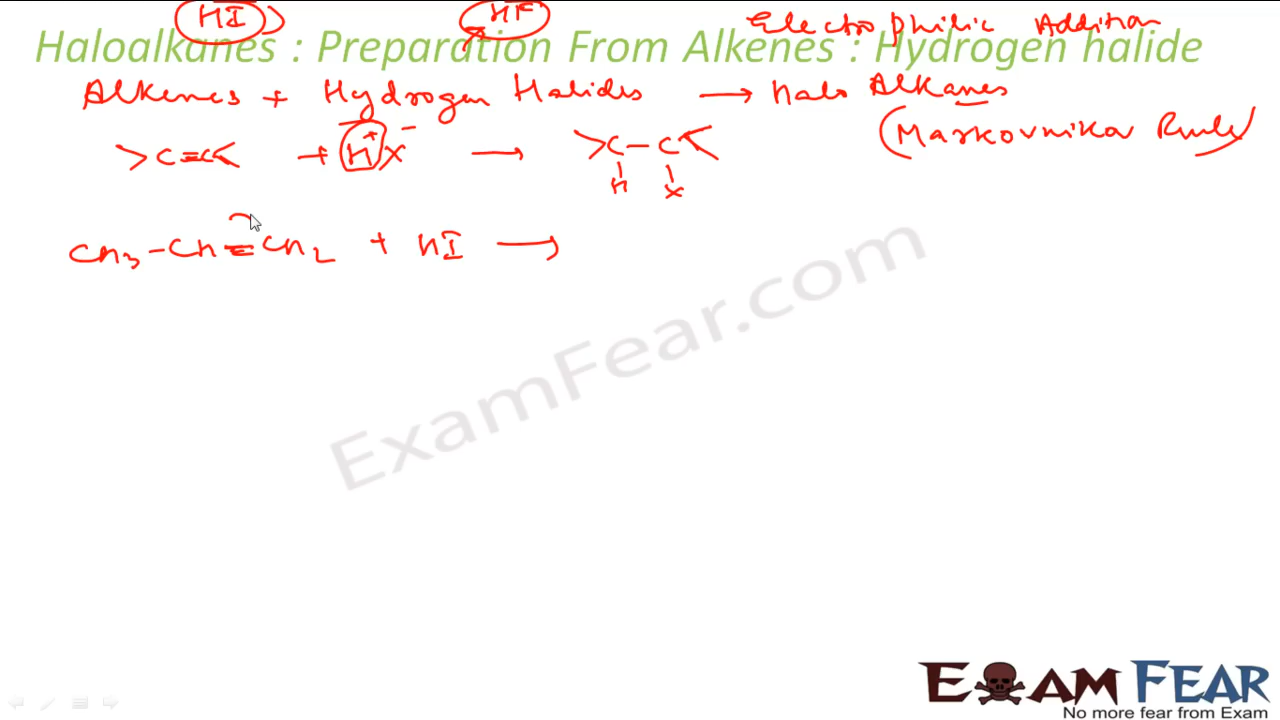 HI HF Electrophilic Addition
Haloalkanes : Preparation From Alkenes : Hydrogen halide
Alkenes + Hydrogen Halides → halo Alkanes
(Markovnikov Rule)
>C=C< + H⁺X⁻ → >C–C<
H X
CH₃–CH=CH₂ + HI →
ExamFear.com
EXAM FEAR
No more fear from Exam